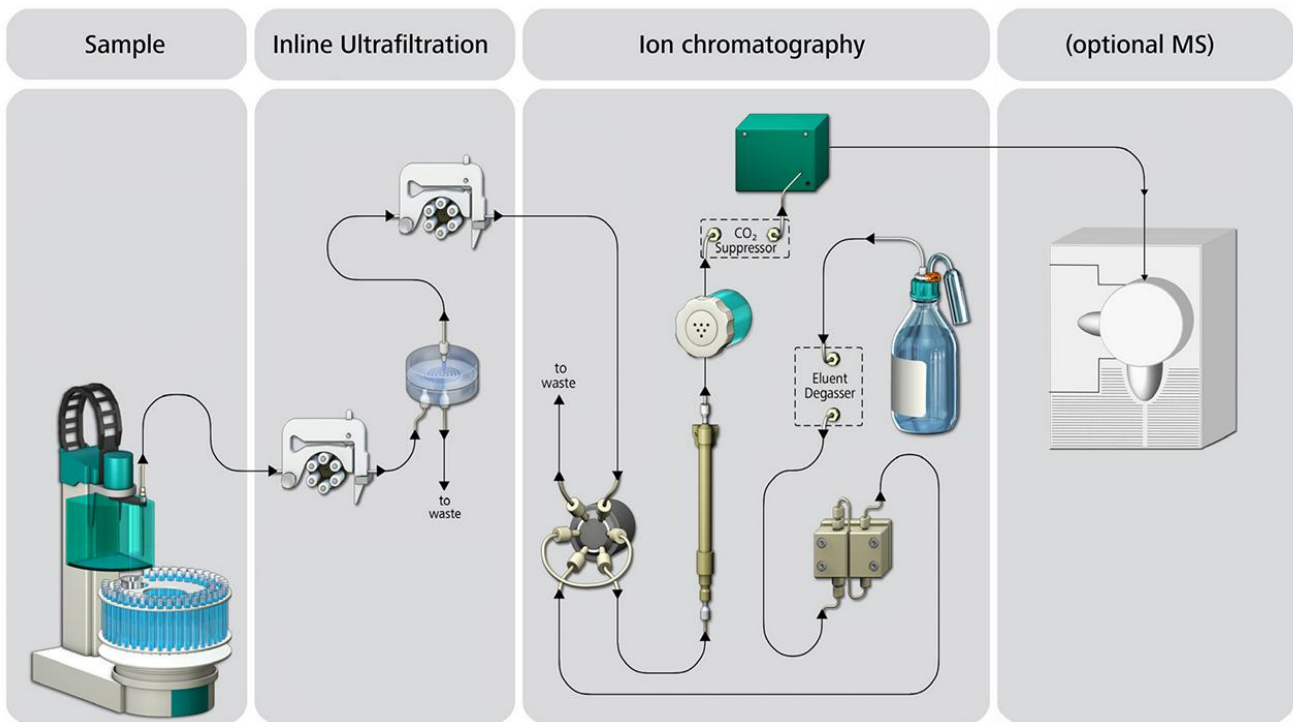 Sample
Inline Ultrafiltration
Ion chromatography
(optional MS)
CO₂
Suppressor
to
waste
Eluent
Degasser
to
waste